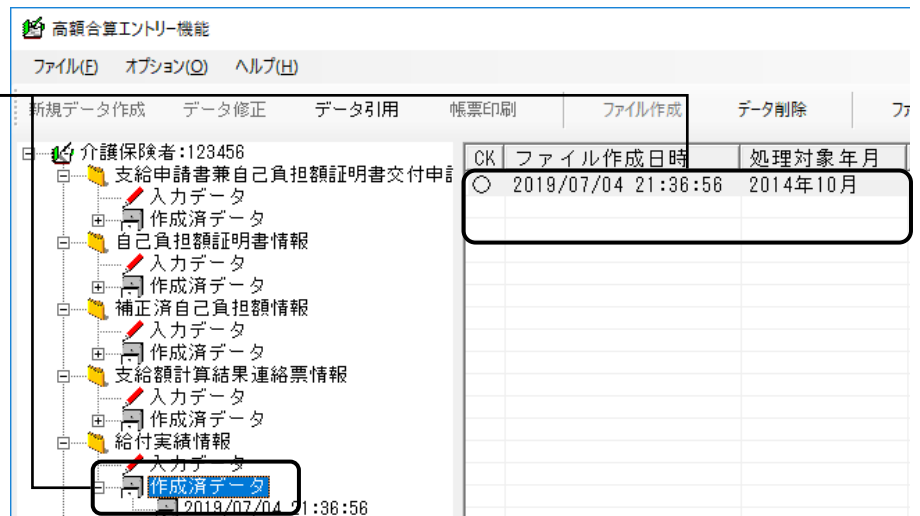 高額合算エントリー機能
ファイル(F) オプション(O) ヘルプ(H)
新規データ作成 データ修正 データ引用 帳票印刷 ファイル作成 データ削除 ファ
介護保険者:123456
支給申請書兼自己負担額証明書交付申請
入力データ
作成済データ
自己負担額証明書情報
入力データ
作成済データ
補正済自己負担額情報
入力データ
作成済データ
支給額計算結果連絡票情報
入力データ
作成済データ
給付実績情報
入力データ
作成済データ
2019/07/04 21:36:56
CK ファイル作成日時 処理対象年月
○ 2019/07/04 21:36:56 2014年10月